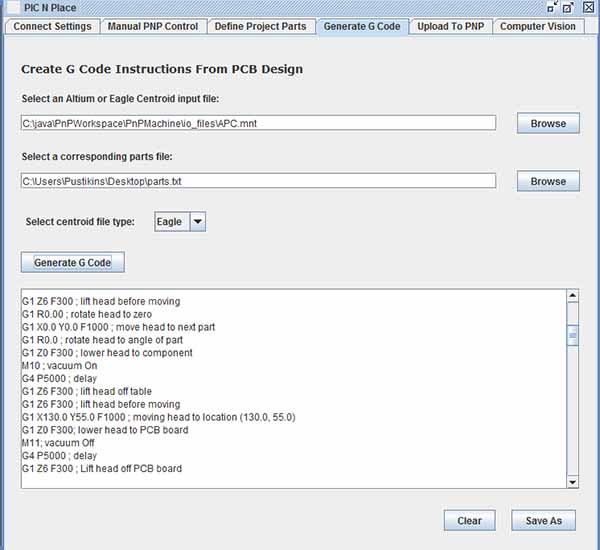 PIC N Place
Connect Settings Manual PNP Control Define Project Parts Generate G Code Upload To PNP Computer Vision
Create G Code Instructions From PCB Design
Select an Altium or Eagle Centroid input file:
C:\java\PnPWorkspace\PnPMachine\io_files\APC.mnt Browse
Select a corresponding parts file:
C:\Users\Pustikins\Desktop\parts.txt Browse
Select centroid file type: Eagle
Generate G Code
G1 Z6 F300 ; lift head before moving
G1 R0.00 ; rotate head to zero
G1 X0.0 Y0.0 F1000 ; move head to next part
G1 R0.0 ; rotate head to angle of part
G1 Z0 F300 ; lower head to component
M10 ; vacuum On
G4 P5000 ; delay
G1 Z6 F300 ; lift head off table
G1 Z6 F300 ; lift head before moving
G1 X130.0 Y55.0 F1000 ; moving head to location (130.0, 55.0)
G1 Z0 F300; lower head to PCB board
M11; vacuum Off
G4 P5000 ; delay
G1 Z6 F300 ; Lift head off PCB board
Clear Save As